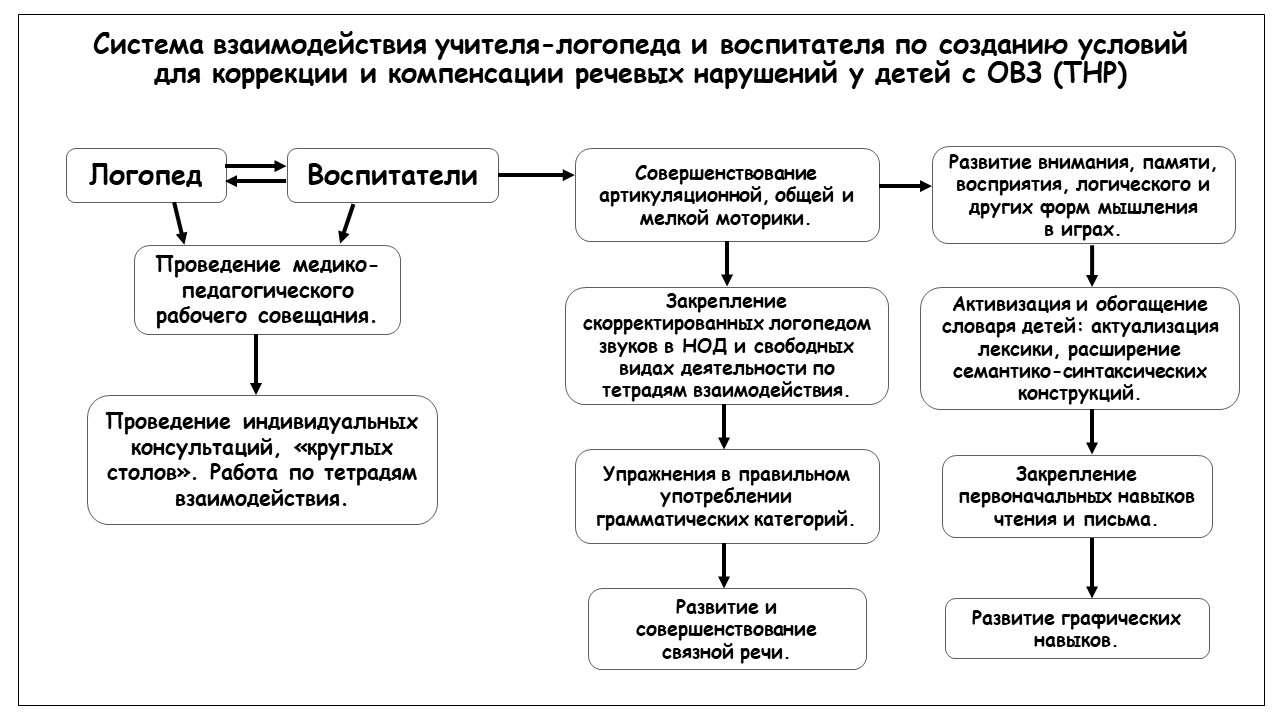 Система взаимодействия учителя-логопеда и воспитателя по созданию условий
для коррекции и компенсации речевых нарушений у детей с ОВЗ (ТНР)
Логопед
Воспитатели
Проведение медико-
педагогического
рабочего совещания.
Проведение индивидуальных
консультаций, «круглых
столов». Работа по тетрадям
взаимодействия.
Совершенствование
артикуляционной, общей и
мелкой моторики.
Закрепление
скорректированных логопедом
звуков в НОД и свободных
видах деятельности по
тетрадям взаимодействия.
Упражнения в правильном
употреблении
грамматических категорий.
Развитие и
совершенствование
связной речи.
Развитие внимания, памяти,
восприятия, логического и
других форм мышления
в играх.
Активизация и обогащение
словаря детей: актуализация
лексики, расширение
семантико-синтаксических
конструкций.
Закрепление
первоначальных навыков
чтения и письма.
Развитие графических
навыков.